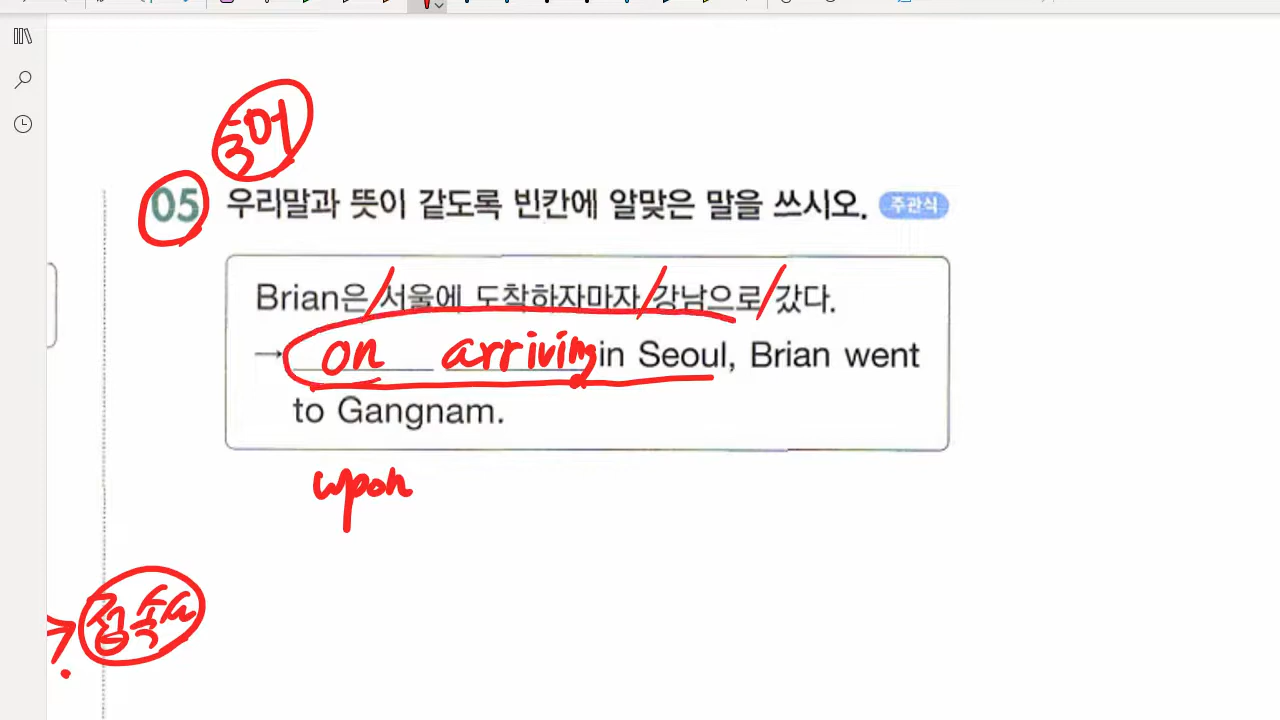 중어
05 우리말과 뜻이 같도록 빈칸에 알맞은 말을 쓰시오. 주관식
Brian은 서울에 도착하자마자 강남으로 갔다.
→ on arriving in Seoul, Brian went
to Gangnam.
upon
접속사